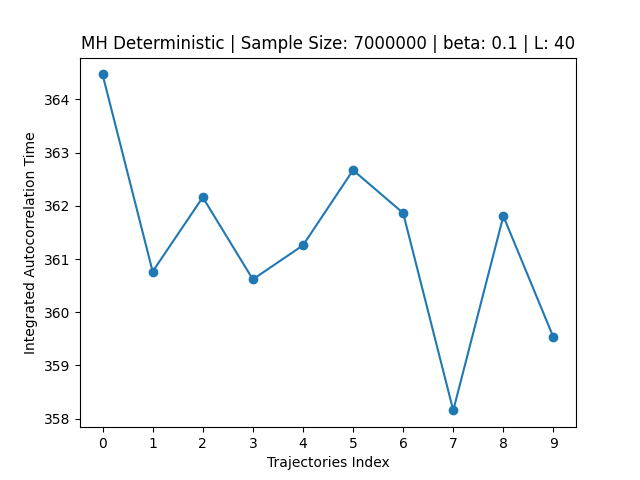 MH Deterministic | Sample Size: 7000000 | beta: 0.1 | L: 40
Integrated Autocorrelation Time
364
363
362
361
360
359
358
0 1 2 3 4 5 6 7 8 9
Trajectories Index